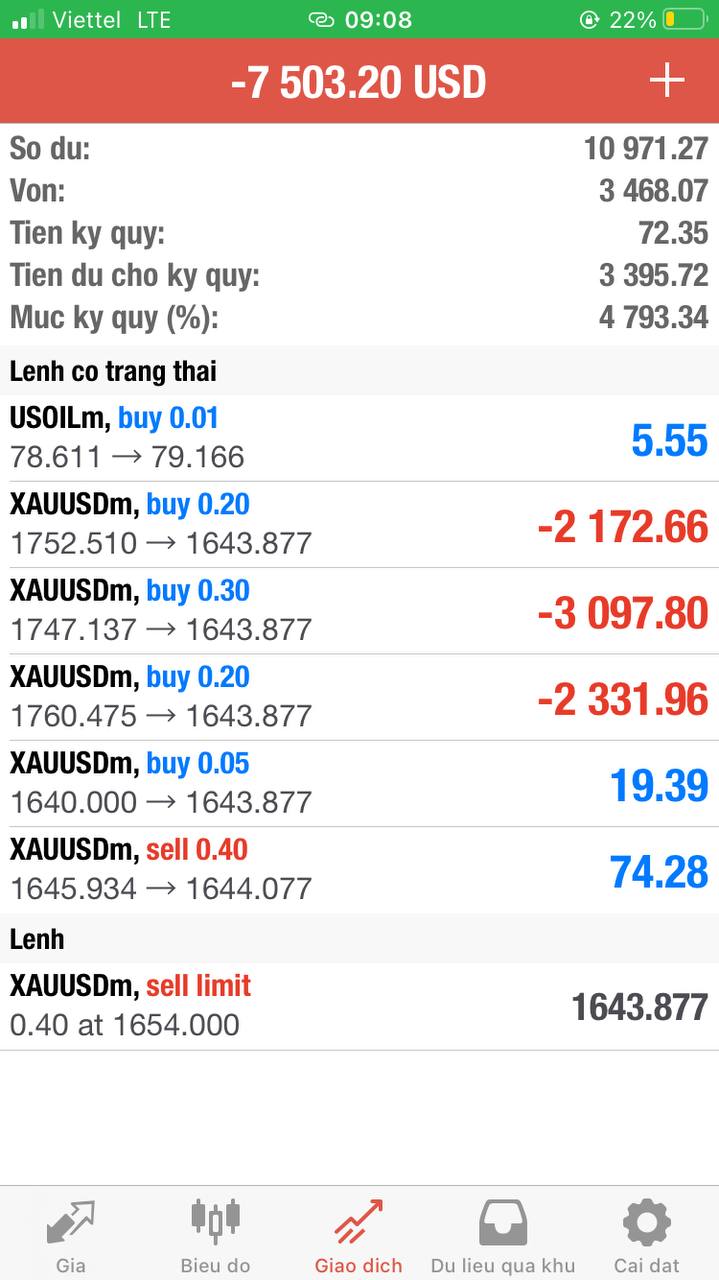 Viettel LTE 09:08 22%
-7 503.20 USD
So du: 10 971.27
Von: 3 468.07
Tien ky quy: 72.35
Tien du cho ky quy: 3 395.72
Muc ky quy (%): 4 793.34
Lenh co trang thai
USOILm, buy 0.01
78.611 → 79.166 5.55
XAUUSDm, buy 0.20
1752.510 → 1643.877 -2 172.66
XAUUSDm, buy 0.30
1747.137 → 1643.877 -3 097.80
XAUUSDm, buy 0.20
1760.475 → 1643.877 -2 331.96
XAUUSDm, buy 0.05
1640.000 → 1643.877 19.39
XAUUSDm, sell 0.40
1645.934 → 1644.077 74.28
Lenh
XAUUSDm, sell limit
0.40 at 1654.000 1643.877
Gia Bieu do Giao dich Du lieu qua khu Cai dat